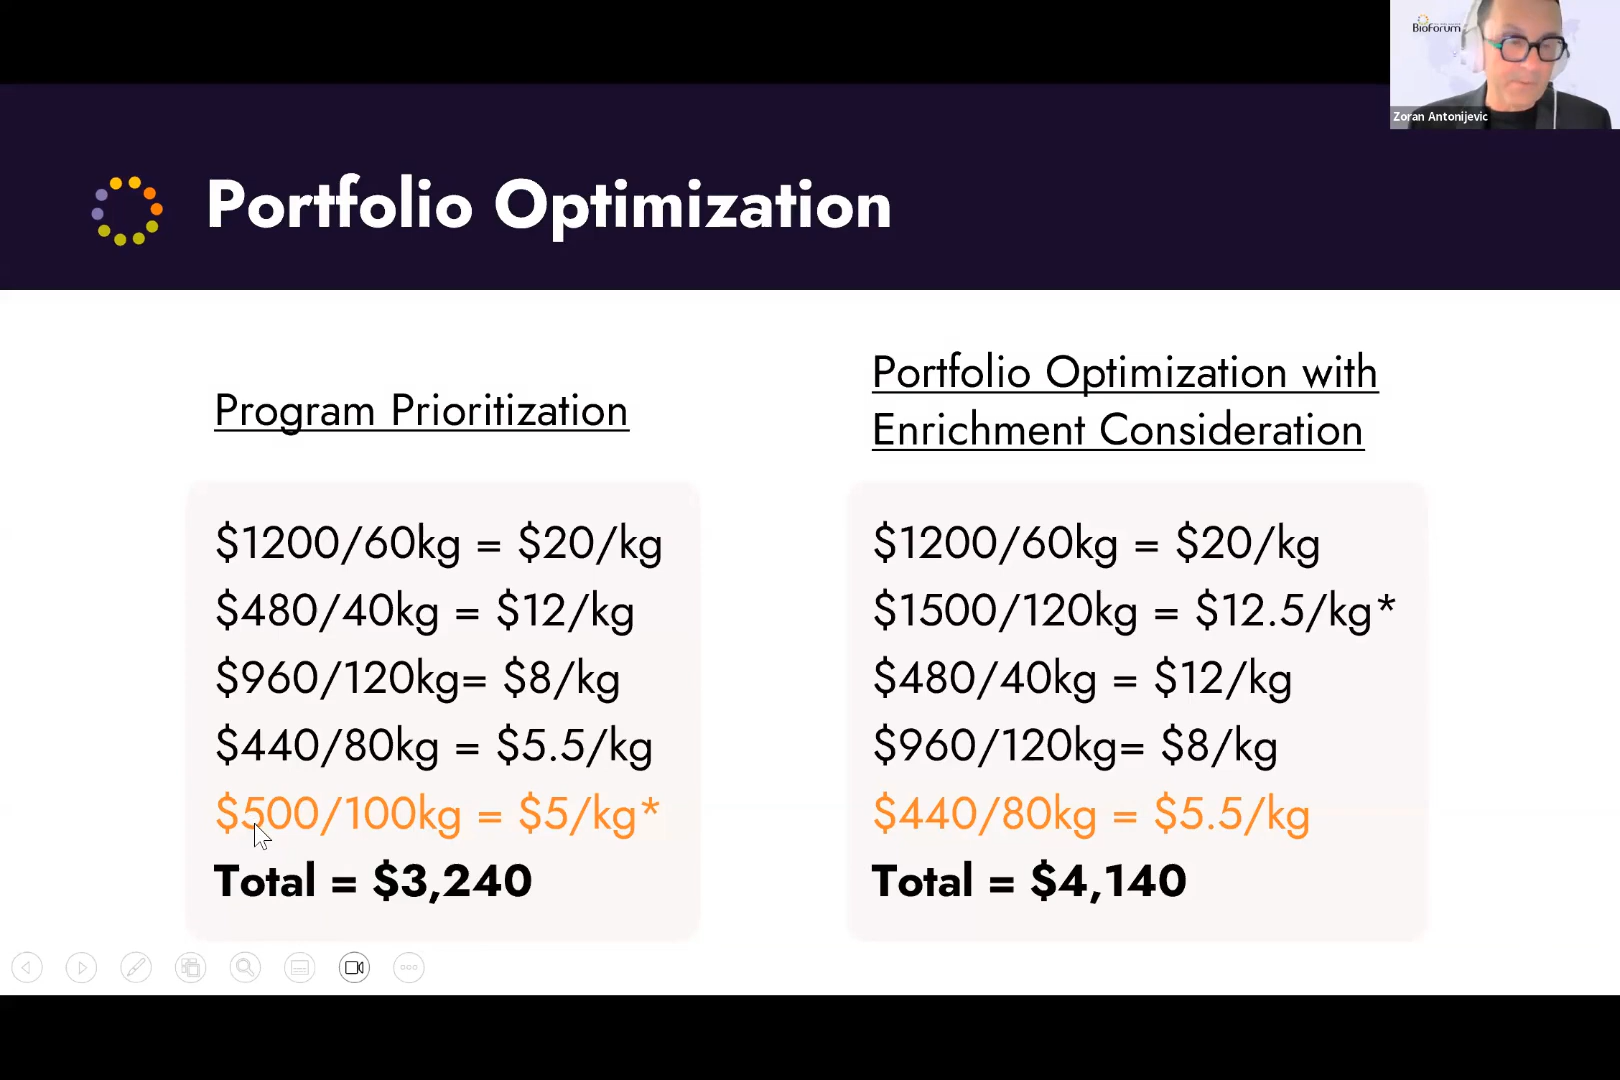 BioForum
Zoran Antonijevic
Portfolio Optimization
Program Prioritization
$1200/60kg = $20/kg
$480/40kg = $12/kg
$960/120kg= $8/kg
$440/80kg = $5.5/kg
$500/100kg = $5/kg*
Total = $3,240
Portfolio Optimization with
Enrichment Consideration
$1200/60kg = $20/kg
$1500/120kg = $12.5/kg*
$480/40kg = $12/kg
$960/120kg= $8/kg
$440/80kg = $5.5/kg
Total = $4,140